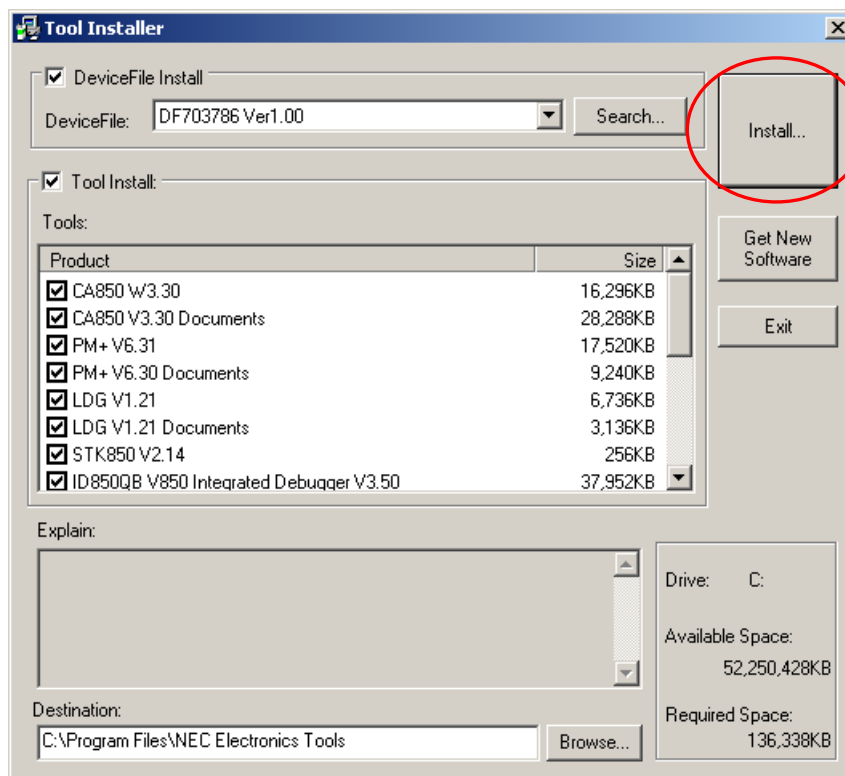 Tool Installer
DeviceFile Install
DeviceFile: DF703786 Ver1.00 Search...
Install...
Tool Install:
Tools:
Product Size
CA850 W3.30 16,296KB
CA850 V3.30 Documents 28,288KB
PM+ V6.31 17,520KB
PM+ V6.30 Documents 9,240KB
LDG V1.21 6,736KB
LDG V1.21 Documents 3,136KB
STK850 V2.14 256KB
ID850QB V850 Integrated Debugger V3.50 37,952KB
Get New
Software
Exit
Explain:
Drive: C:
Available Space:
52,250,428KB
Required Space:
136,338KB
Destination:
C:\Program Files\NEC Electronics Tools Browse...